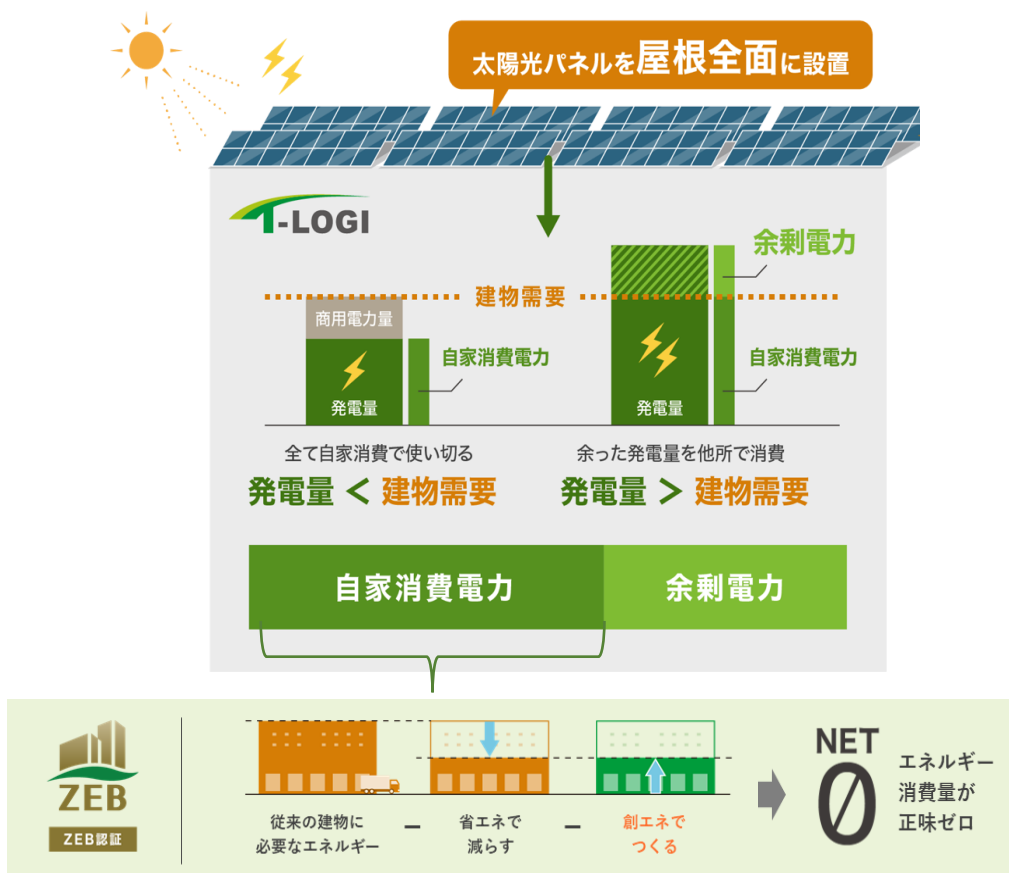 太陽光パネルを屋根全面に設置
T-LOGI
余剰電力
建物需要
商用電力量
自家消費電力
自家消費電力
発電量
発電量
全て自家消費で使い切る
発電量 < 建物需要
余った発電量を他所で消費
発電量 > 建物需要
自家消費電力
余剰電力
ZEB
ZEB認証
従来の建物に
必要なエネルギー
－
省エネで
減らす
－
創エネで
つくる
NET
0
エネルギー
消費量が
正味ゼロ